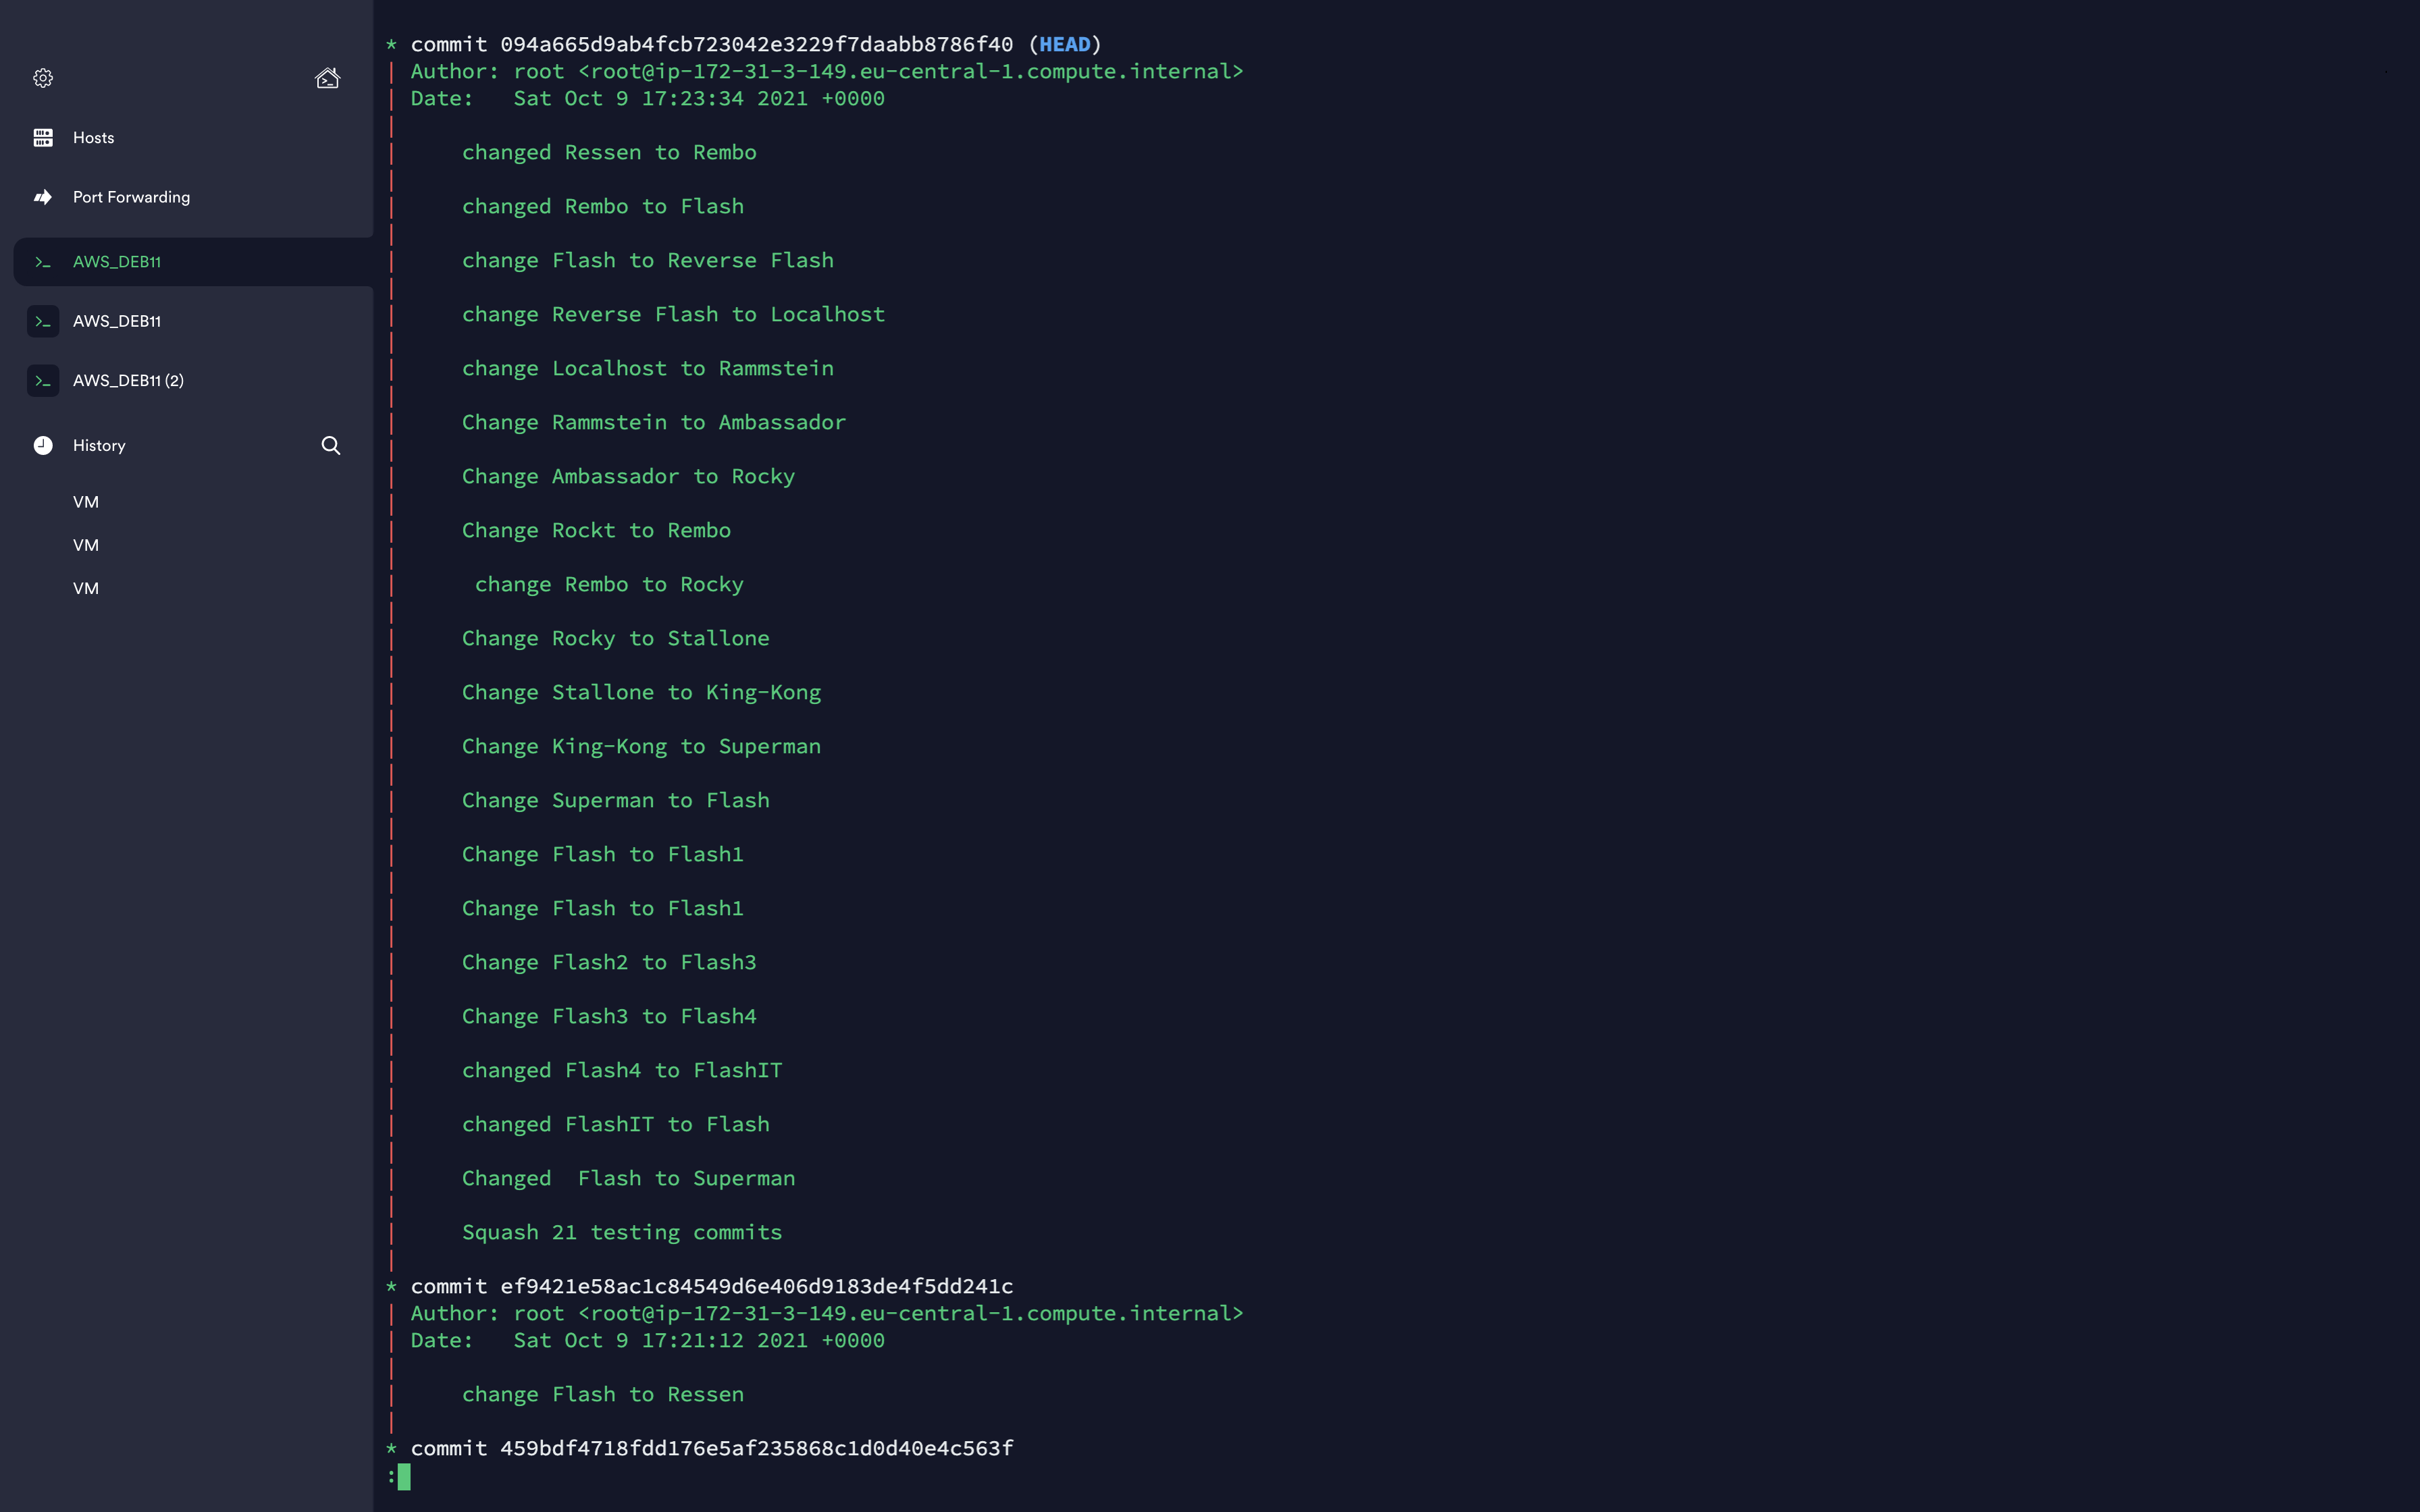 Hosts
Port Forwarding
AWS_DEB11
AWS_DEB11
AWS_DEB11 (2)
History
VM
VM
VM
* commit 094a665d9ab4fcb723042e3229f7daabb8786f40 (HEAD)
| Author: root <root@ip-172-31-3-149.eu-central-1.compute.internal>
| Date:   Sat Oct 9 17:23:34 2021 +0000
|
|     changed Ressen to Rembo
|
|     changed Rembo to Flash
|
|     change Flash to Reverse Flash
|
|     change Reverse Flash to Localhost
|
|     change Localhost to Rammstein
|
|     Change Rammstein to Ambassador
|
|     Change Ambassador to Rocky
|
|     Change Rockt to Rembo
|
|      change Rembo to Rocky
|
|     Change Rocky to Stallone
|
|     Change Stallone to King-Kong
|
|     Change King-Kong to Superman
|
|     Change Superman to Flash
|
|     Change Flash to Flash1
|
|     Change Flash to Flash1
|
|     Change Flash2 to Flash3
|
|     Change Flash3 to Flash4
|
|     changed Flash4 to FlashIT
|
|     changed FlashIT to Flash
|
|     Changed  Flash to Superman
|
|     Squash 21 testing commits
|
* commit ef9421e58ac1c84549d6e406d9183de4f5dd241c
| Author: root <root@ip-172-31-3-149.eu-central-1.compute.internal>
| Date:   Sat Oct 9 17:21:12 2021 +0000
|
|     change Flash to Ressen
|
* commit 459bdf4718fdd176e5af235868c1d0d40e4c563f
: